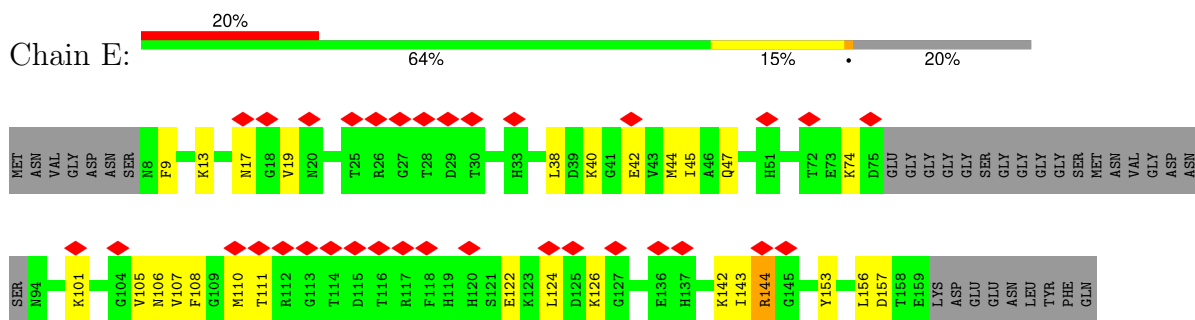 20%
Chain E:
64% 15% • 20%
MET ASN VAL GLY ASP ASN SER N8 F9 K13 N17 G18 V19 N20 T25 R26 G27 T28 D29 T30 H33 L38 D39 K40 G41 E42 V43 M44 I45 A46 Q47 H51 T72 E73 K74 D75 GLU GLY GLY GLY GLY SER GLY GLY GLY GLY SER MET ASN VAL GLY ASP ASN
SER N94 K101 G104 V105 N106 V107 F108 G109 M110 T111 R112 G113 T114 D115 T116 R117 F118 H119 H120 S121 E122 K123 L124 D125 K126 G127 E136 H137 K142 I143 R144 G145 Y153 L156 D157 T158 E159 LYS ASP GLU GLU ASN LEU TYR PHE GLN